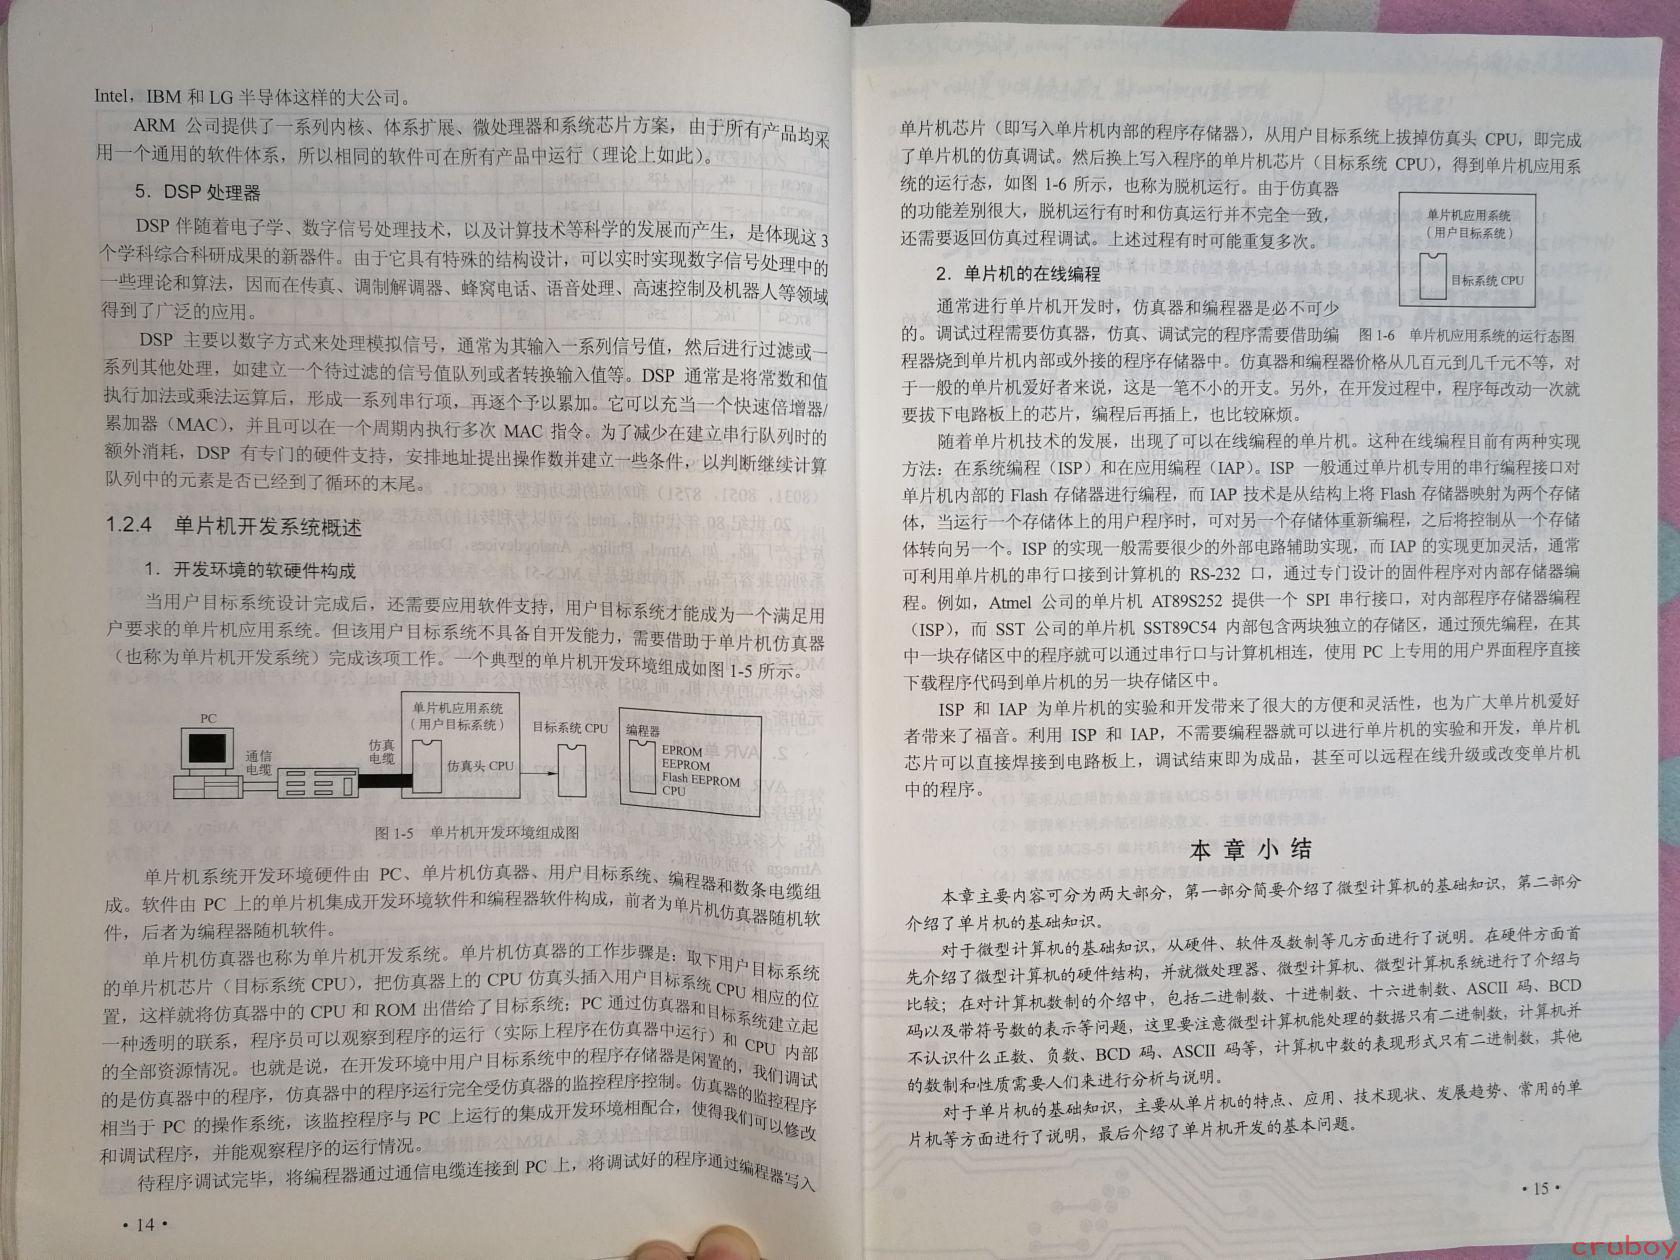 Intel，IBM 和 LG 半导体这样的大公司。
ARM 公司提供了一系列内核、体系扩展、微处理器和系统芯片方案，由于所有产品均采
用一个通用的软件体系，所以相同的软件可在所有产品中运行（理论上如此）。
5．DSP 处理器
DSP 伴随着电子学、数字信号处理技术，以及计算技术等科学的发展而产生，是体现这 3
个学科综合科研成果的新器件。由于它具有特殊的结构设计，可以实时实现数字信号处理中的
一些理论和算法，因而在传真、调制解调器、蜂窝电话、语音处理、高速控制及机器人等领域
得到了广泛的应用。
DSP 主要以数字方式来处理模拟信号，通常为其输入一系列信号值，然后进行过滤或一
系列其他处理，如建立一个待过滤的信号值队列或者转换输入值等。DSP 通常是将常数和值
执行加法或乘法运算后，形成一系列串行项，再逐个予以累加。它可以充当一个快速倍增器/
累加器（MAC），并且可以在一个周期内执行多次 MAC 指令。为了减少在建立串行队列时的
额外消耗，DSP 有专门的硬件支持，安排地址提出操作数并建立一些条件，以判断继续计算
队列中的元素是否已经到了循环的末尾。
1.2.4 单片机开发系统概述
1．开发环境的软硬件构成
当用户目标系统设计完成后，还需要应用软件支持，用户目标系统才能成为一个满足用
户要求的单片机应用系统。但该用户目标系统不具备自开发能力，需要借助于单片机仿真器
（也称为单片机开发系统）完成该项工作。一个典型的单片机开发环境组成如图1-5 所示。
PC
通信
电缆
仿真
电缆
单片机应用系统
（用户目标系统）
仿真头 CPU
目标系统 CPU
编程器
EPROM
EEPROM
Flash EEPROM
CPU
图 1-5 单片机开发环境组成图
单片机系统开发环境硬件由 PC、单片机仿真器、用户目标系统、编程器和数条电缆组
成。软件由 PC 上的单片机集成开发环境软件和编程器软件构成，前者为单片机仿真器随机软
件，后者为编程器随机软件。
单片机仿真器也称为单片机开发系统。单片机仿真器的工作步骤是：取下用户目标系统
的单片机芯片（目标系统 CPU），把仿真器上的 CPU 仿真头插入用户目标系统 CPU 相应的位
置，这样就将仿真器中的 CPU 和 ROM 出借给了目标系统；PC 通过仿真器和目标系统建立起
一种透明的联系，程序员可以观察到程序的运行（实际上程序在仿真器中运行）和 CPU 内部
的全部资源情况。也就是说，在开发环境中用户目标系统中的程序存储器是闲置的，我们调试
的是仿真器中的程序，仿真器中的程序运行完全受仿真器的监控程序控制。仿真器的监控程序
相当于 PC 的操作系统，该监控程序与 PC 上运行的集成开发环境相配合，使得我们可以修改
和调试程序，并能观察程序的运行情况。
待程序调试完毕，将编程器通过通信电缆连接到 PC 上，将调试好的程序通过编程器写入
·14·
单片机芯片（即写入单片机内部的程序存储器），从用户目标系统上拔掉仿真头 CPU，即完成
了单片机的仿真调试。然后换上写入程序的单片机芯片（目标系统 CPU），得到单片机应用系
统的运行态，如图 1-6 所示，也称为脱机运行。由于仿真器
的功能差别很大，脱机运行有时和仿真运行并不完全一致，
还需要返回仿真过程调试。上述过程有时可能重复多次。
2．单片机的在线编程
通常进行单片机开发时，仿真器和编程器是必不可少
的。调试过程需要仿真器，仿真、调试完的程序需要借助编
单片机应用系统
（用户目标系统）
目标系统 CPU
图 1-6 单片机应用系统的运行态图
程器烧到单片机内部或外接的程序存储器中。仿真器和编程器价格从几百元到几千元不等，对
于一般的单片机爱好者来说，这是一笔不小的开支。另外，在开发过程中，程序每改动一次就
要拔下电路板上的芯片，编程后再插上，也比较麻烦。
随着单片机技术的发展，出现了可以在线编程的单片机。这种在线编程目前有两种实现
方法：在系统编程（ISP）和在应用编程（IAP）。ISP 一般通过单片机专用的串行编程接口对
单片机内部的 Flash 存储器进行编程，而 IAP 技术是从结构上将 Flash 存储器映射为两个存储
体，当运行一个存储体上的用户程序时，可对另一个存储体重新编程，之后将控制从一个存储
体转向另一个。ISP 的实现一般需要很少的外部电路辅助实现，而 IAP 的实现更加灵活，通常
可利用单片机的串行口接到计算机的 RS-232 口，通过专门设计的固件程序对内部存储器编
程。例如，Atmel 公司的单片机 AT89S252 提供一个 SPI 串行接口，对内部程序存储器编程
（ISP），而 SST 公司的单片机 SST89C54 内部包含两块独立的存储区，通过预先编程，在其
中一块存储区中的程序就可以通过串行口与计算机相连，使用 PC 上专用的用户界面程序直接
下载程序代码到单片机的另一块存储区中。
ISP 和 IAP 为单片机的实验和开发带来了很大的方便和灵活性，也为广大单片机爱好
者带来了福音。利用 ISP 和 IAP，不需要编程器就可以进行单片机的实验和开发，单片机
芯片可以直接焊接到电路板上，调试结束即为成品，甚至可以远程在线升级或改变单片机
中的程序。
本 章 小 结
本章主要内容可分为两大部分，第一部分简要介绍了微型计算机的基础知识，第二部分
介绍了单片机的基础知识。
对于微型计算机的基础知识，从硬件、软件及数制等几方面进行了说明。在硬件方面首
先介绍了微型计算机的硬件结构，并就微处理器、微型计算机、微型计算机系统进行了介绍与
比较；在对计算机数制的介绍中，包括二进制数、十进制数、十六进制数、ASCII 码、BCD
码以及带符号数的表示等问题，这里要注意微型计算机能处理的数据只有二进制数，计算机并
不认识什么正数、负数、BCD 码、ASCII 码等，计算机中数的表现形式只有二进制数，其他
的数制和性质需要人们来进行分析与说明。
对于单片机的基础知识，主要从单片机的特点、应用、技术现状、发展趋势、常用的单
片机等方面进行了说明，最后介绍了单片机开发的基本问题。
·15·
cruboy